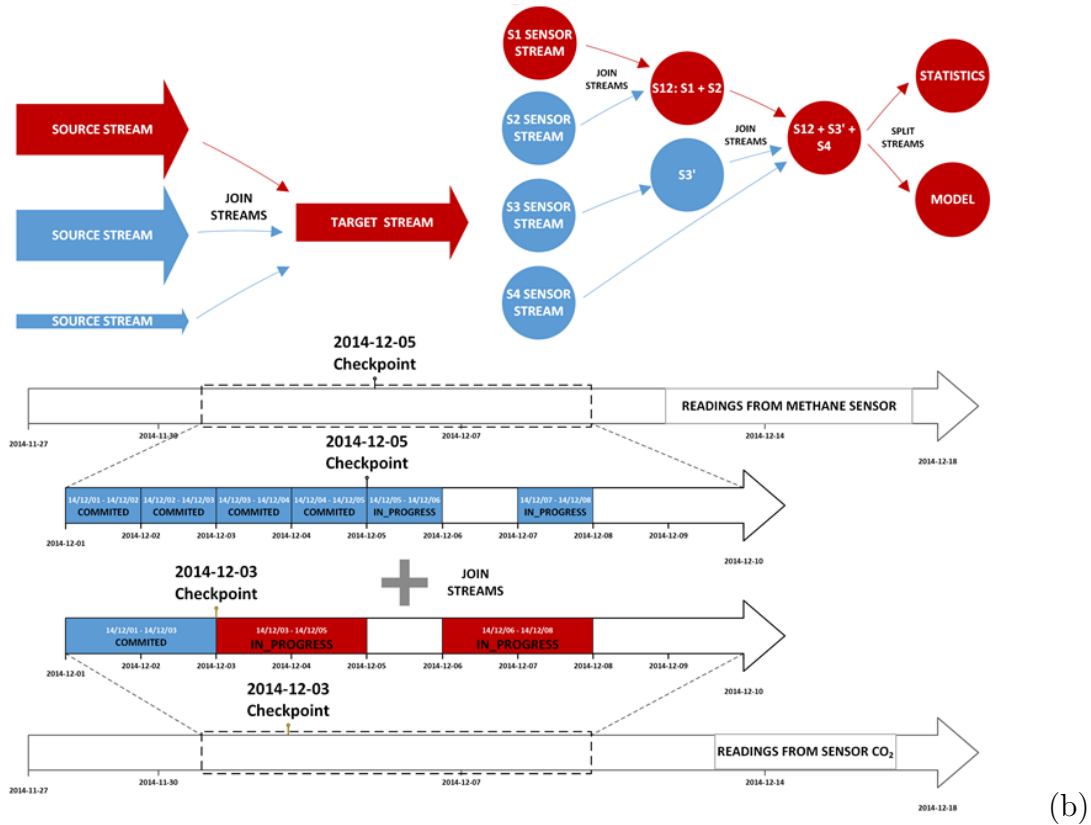 SOURCE STREAM
SOURCE STREAM
SOURCE STREAM
JOIN
STREAMS
TARGET STREAM
S1 SENSOR
STREAM
S2 SENSOR
STREAM
S3 SENSOR
STREAM
S4 SENSOR
STREAM
JOIN
STREAMS
S12: S1 + S2
S3'
JOIN
STREAMS
S12 + S3' +
S4
SPLIT
STREAMS
STATISTICS
MODEL
2014-12-05
Checkpoint
READINGS FROM METHANE SENSOR
2014-11-27
2014-11-30
2014-12-07
2014-12-14
2014-12-18
2014-12-05
Checkpoint
14/12/01 - 14/12/02
COMMITED
14/12/02 - 14/12/03
COMMITED
14/12/03 - 14/12/04
COMMITED
14/12/04 - 14/12/05
COMMITED
14/12/05 - 14/12/06
IN_PROGRESS
14/12/07 - 14/12/08
IN_PROGRESS
2014-12-01
2014-12-02
2014-12-03
2014-12-04
2014-12-05
2014-12-06
2014-12-07
2014-12-08
2014-12-09
2014-12-10
JOIN
STREAMS
2014-12-03
Checkpoint
14/12/01 - 14/12/03
COMMITED
14/12/03 - 14/12/05
IN_PROGRESS
14/12/06 - 14/12/08
IN_PROGRESS
2014-12-01
2014-12-02
2014-12-03
2014-12-04
2014-12-05
2014-12-06
2014-12-07
2014-12-08
2014-12-09
2014-12-10
2014-12-03
Checkpoint
READINGS FROM SENSOR CO₂
2014-11-27
2014-11-30
2014-12-07
2014-12-14
2014-12-18
(b)